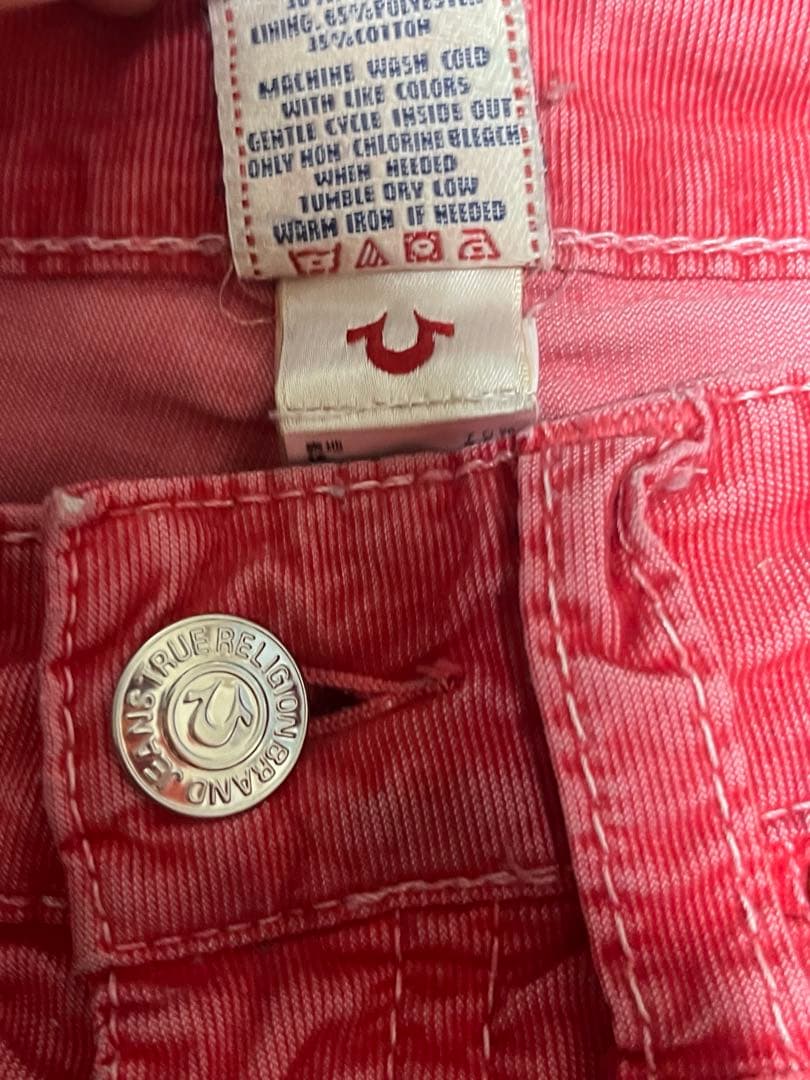 LINING. 65%POLYESTER
35%COTTON
MACHINE WASH COLD
WITH LIKE COLORS
GENTLE CYCLE INSIDE OUT
ONLY NON CHLORINE BLEACH
WHEN NEEDED
TUMBLE DRY LOW
WARM IRON IF NEEDED
TRUE RELIGION BRAND JEANS